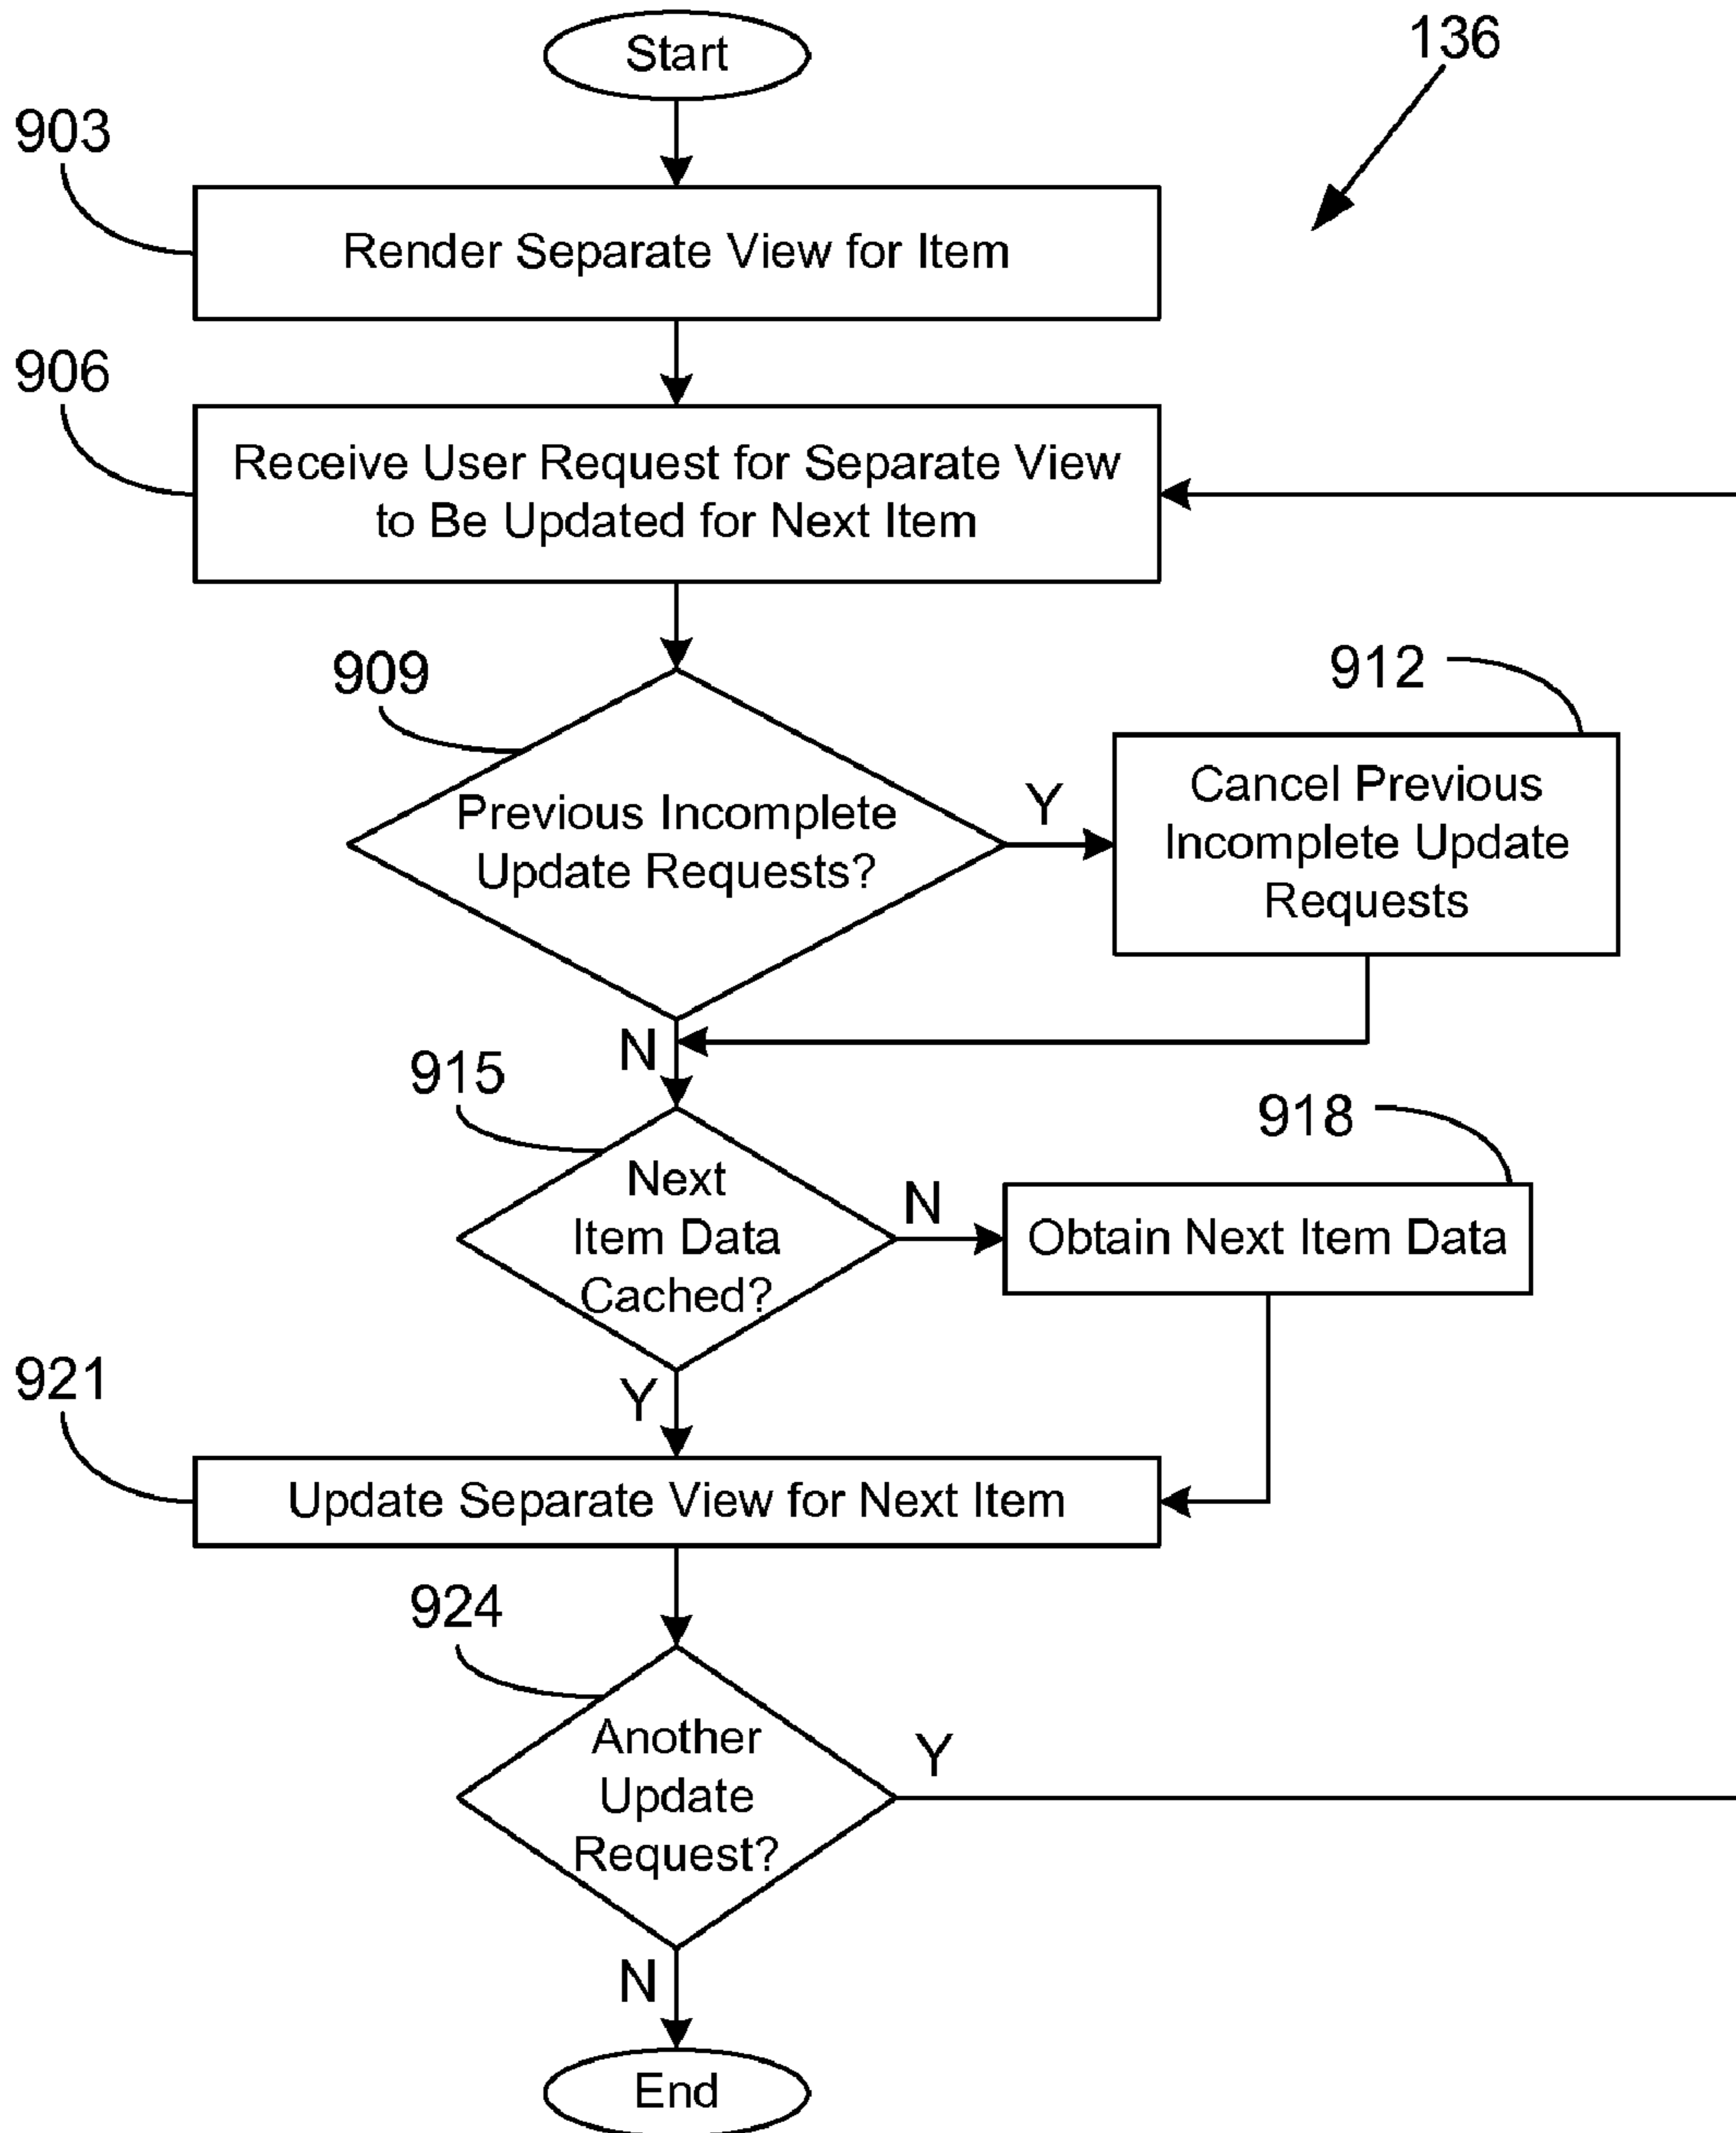 Start
136
903
Render Separate View for Item
906
Receive User Request for Separate View
to Be Updated for Next Item
909
Previous Incomplete
Update Requests?
Y
912
Cancel Previous
Incomplete Update
Requests
N
915
Next
Item Data
Cached?
N
918
Obtain Next Item Data
Y
921
Update Separate View for Next Item
924
Another
Update
Request?
Y
N
End